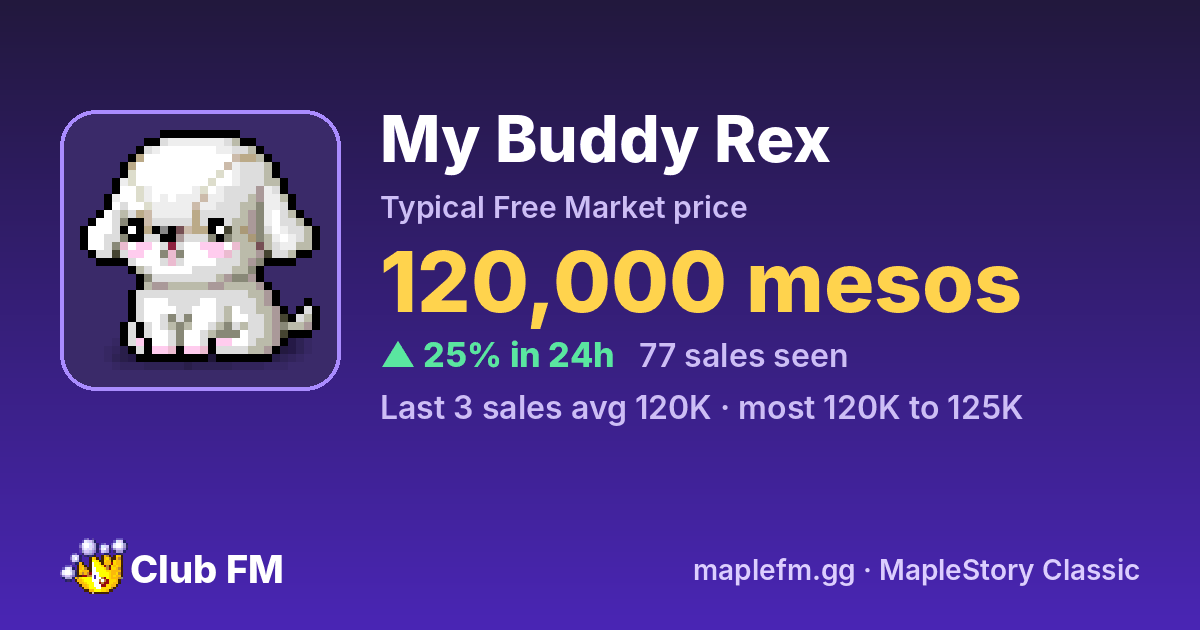 My Buddy Rex
Typical Free Market price
120,000 mesos
▲ 25% in 24h 77 sales seen
Last 3 sales avg 120K · most 120K to 125K
Club FM
maplefm.gg · MapleStory Classic